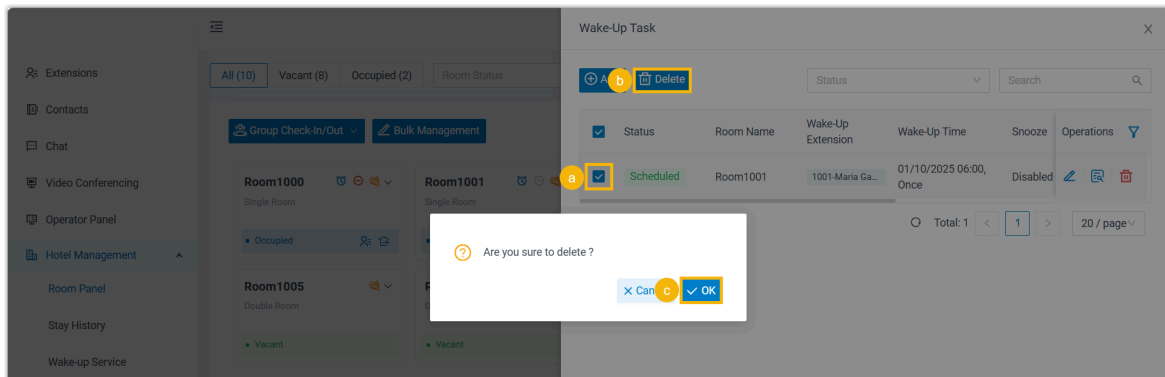 Wake-Up Task
Extensions
Contacts
Chat
Video Conferencing
Operator Panel
Hotel Management
Room Panel
Stay History
Wake-up Service
All (10) Vacant (8) Occupied (2) Room Status
Group Check-In/Out Bulk Management
Room1000 Room1001
Single Room Single Room
Occupied
Room1005
Double Room
Vacant Vacant
b Delete Status Search
Status Room Name Wake-Up Extension Wake-Up Time Snooze Operations
a Scheduled Room1001 1001-Maria Ga... 01/10/2025 06:00, Once Disabled
Total: 1 < 1 > 20 / page
Are you sure to delete ?
Can c OK